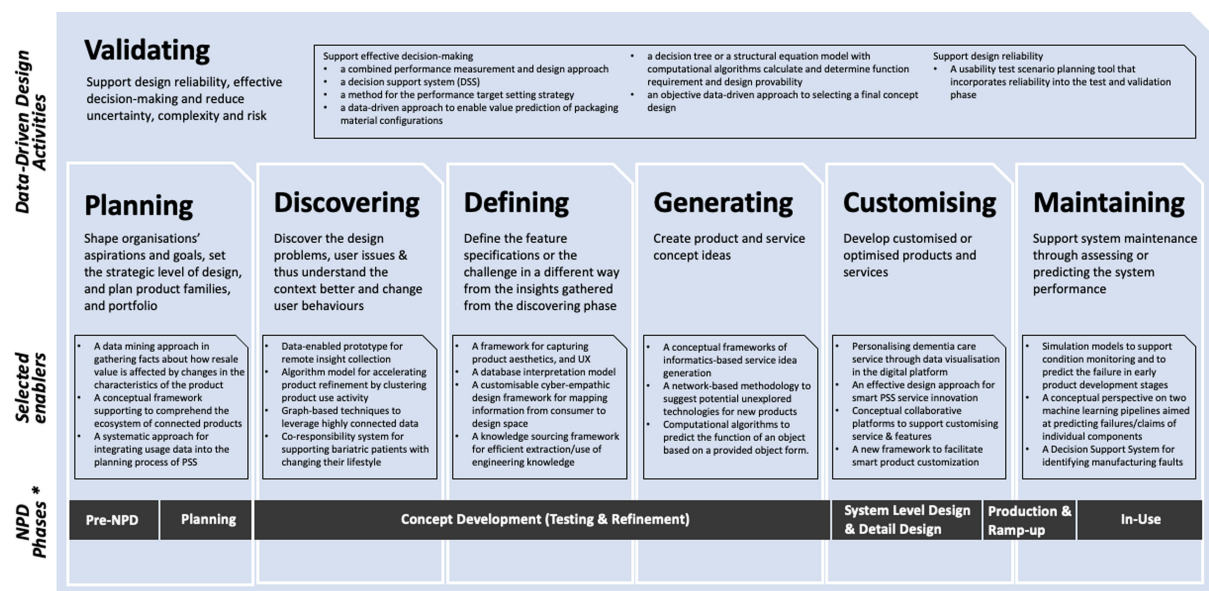 Data-Driven Design
Activities
Validating
Support design reliability, effective
decision-making and reduce
uncertainty, complexity and risk
Support effective decision-making
• a combined performance measurement and design approach
• a decision support system (DSS)
• a method for the performance target setting strategy
• a data-driven approach to enable value prediction of packaging
material configurations
• a decision tree or a structural equation model with
computational algorithms calculate and determine function
requirement and design provability
• an objective data-driven approach to selecting a final concept
design
Support design reliability
• A usability test scenario planning tool that
incorporates reliability into the test and validation
phase
Planning
Shape organisations'
aspirations and goals, set
the strategic level of design,
and plan product families,
and portfolio
Discovering
Discover the design
problems, user issues &
thus understand the
context better and change
user behaviours
Defining
Define the feature
specifications or the
challenge in a different way
from the insights gathered
from the discovering phase
Generating
Create product and service
concept ideas
Customising
Develop customised or
optimised products and
services
Maintaining
Support system maintenance
through assessing or
predicting the system
performance
Selected
enablers
• A data mining approach in
gathering facts about how resale
value is affected by changes in the
characteristics of the product
• A conceptual framework
supporting to comprehend the
ecosystem of connected products
• A systematic approach for
integrating usage data into the
planning process of PSS
• Data-enabled prototype for
remote insight collection
• Algorithm model for accelerating
product refinement by clustering
product use activity
• Graph-based techniques to
leverage highly connected data
• Co-responsibility system for
supporting bariatric patients with
changing their lifestyle
• A framework for capturing
product aesthetics, and UX
• A database interpretation model
• A customisable cyber-empathic
design framework for mapping
information from consumer to
design space
• A knowledge sourcing framework
for efficient extraction/use of
engineering knowledge
• A conceptual frameworks of
informatics-based service idea
generation
• A network-based methodology to
suggest potential unexplored
technologies for new products
• Computational algorithms to
predict the function of an object
based on a provided object form.
• Personalising dementia care
service through data visualisation
in the digital platform
• An effective design approach for
smart PSS service innovation
• Conceptual collaborative
platforms to support customising
service & features
• A new framework to facilitate
smart product customization
• Simulation models to support
condition monitoring and to
predict the failure in early
product development stages
• A conceptual perspective on two
machine learning pipelines aimed
at predicting failures/claims of
individual components
• A Decision Support System for
identifying manufacturing faults
NPD
Phases *
Pre-NPD
Planning
Concept Development (Testing & Refinement)
System Level Design
& Detail Design
Production &
Ramp-up
In-Use